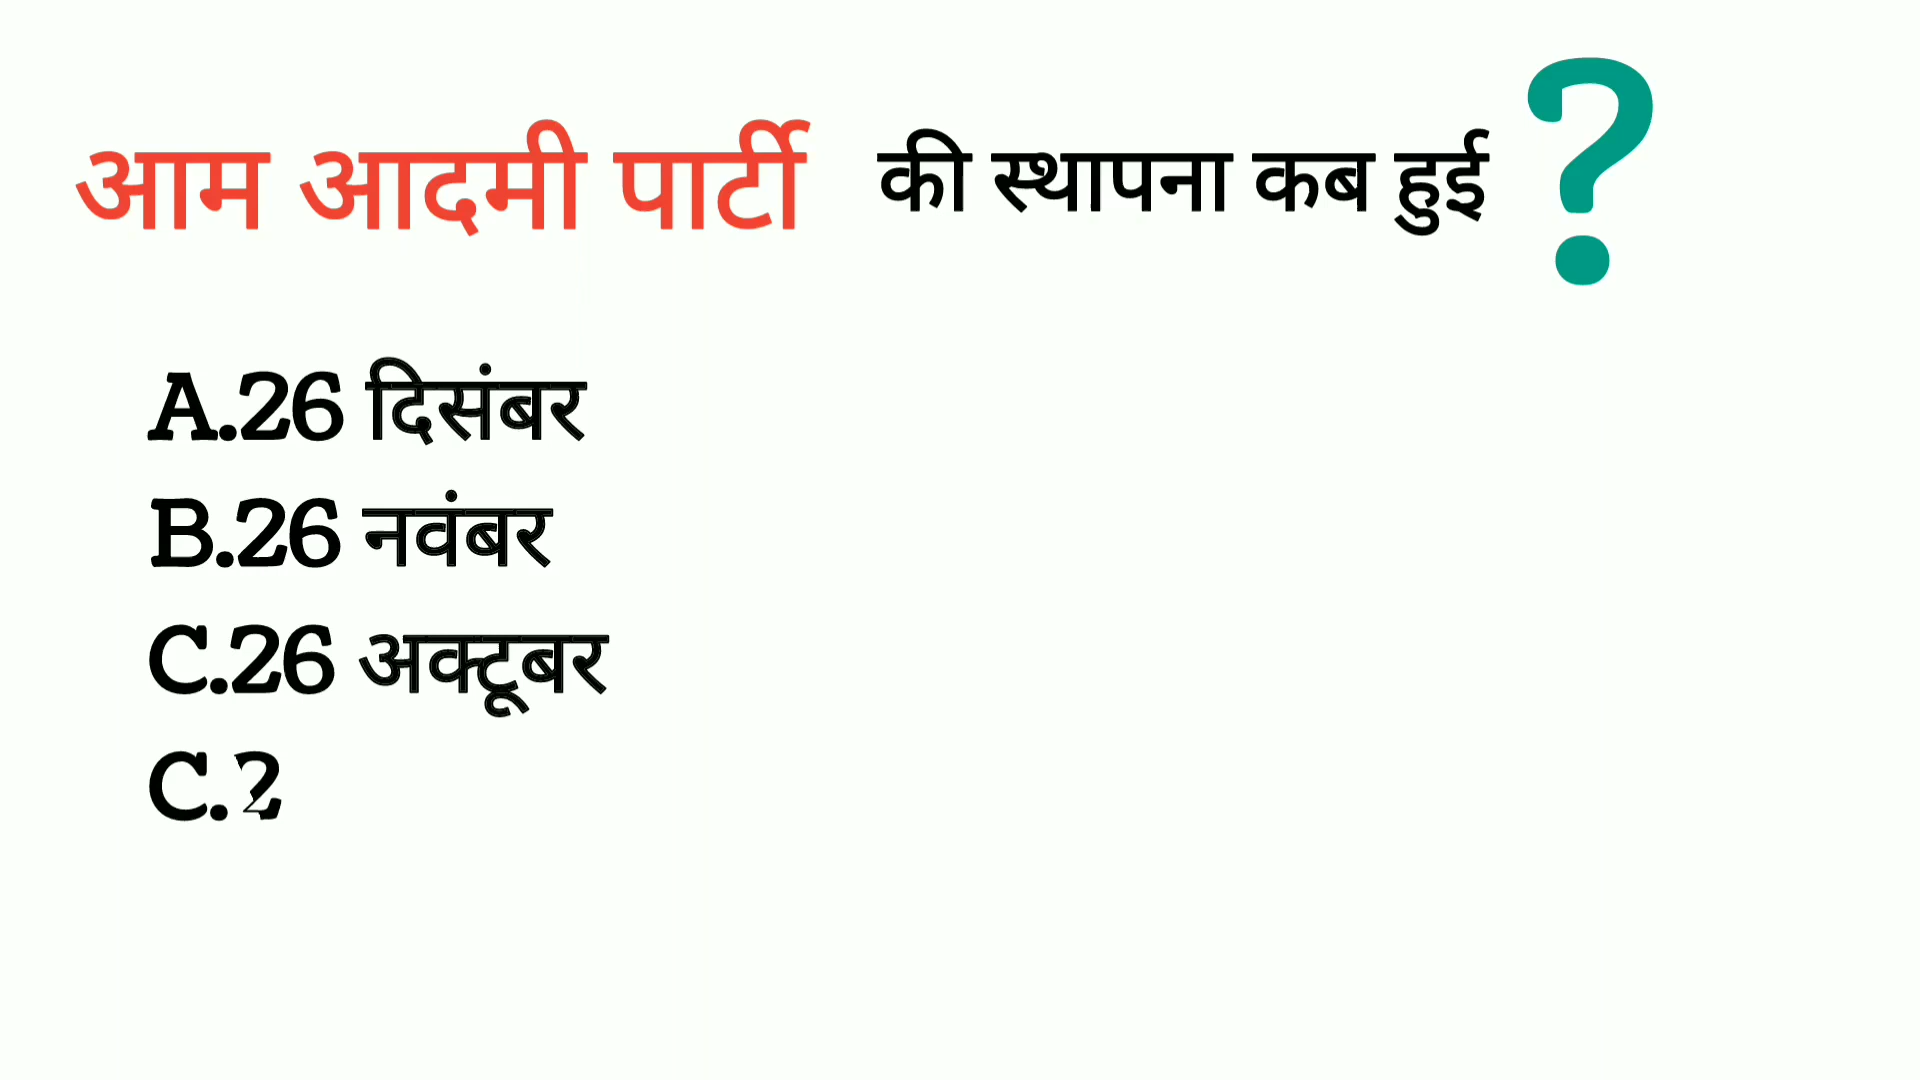 आम आदमी पार्टी की स्थापना कब हुई ?
A.26 दिसंबर
B.26 नवंबर
C.26 अक्टूबर
C.2